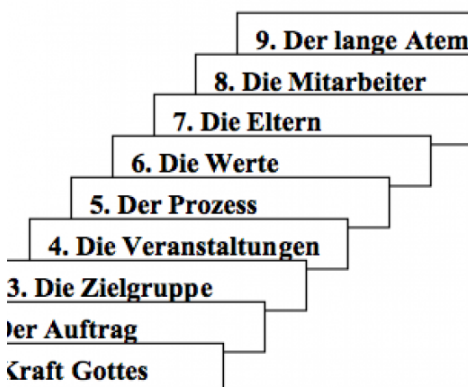 9. Der lange Atem
8. Die Mitarbeiter
7. Die Eltern
6. Die Werte
5. Der Prozess
4. Die Veranstaltungen
3. Die Zielgruppe
Der Auftrag
Kraft Gottes